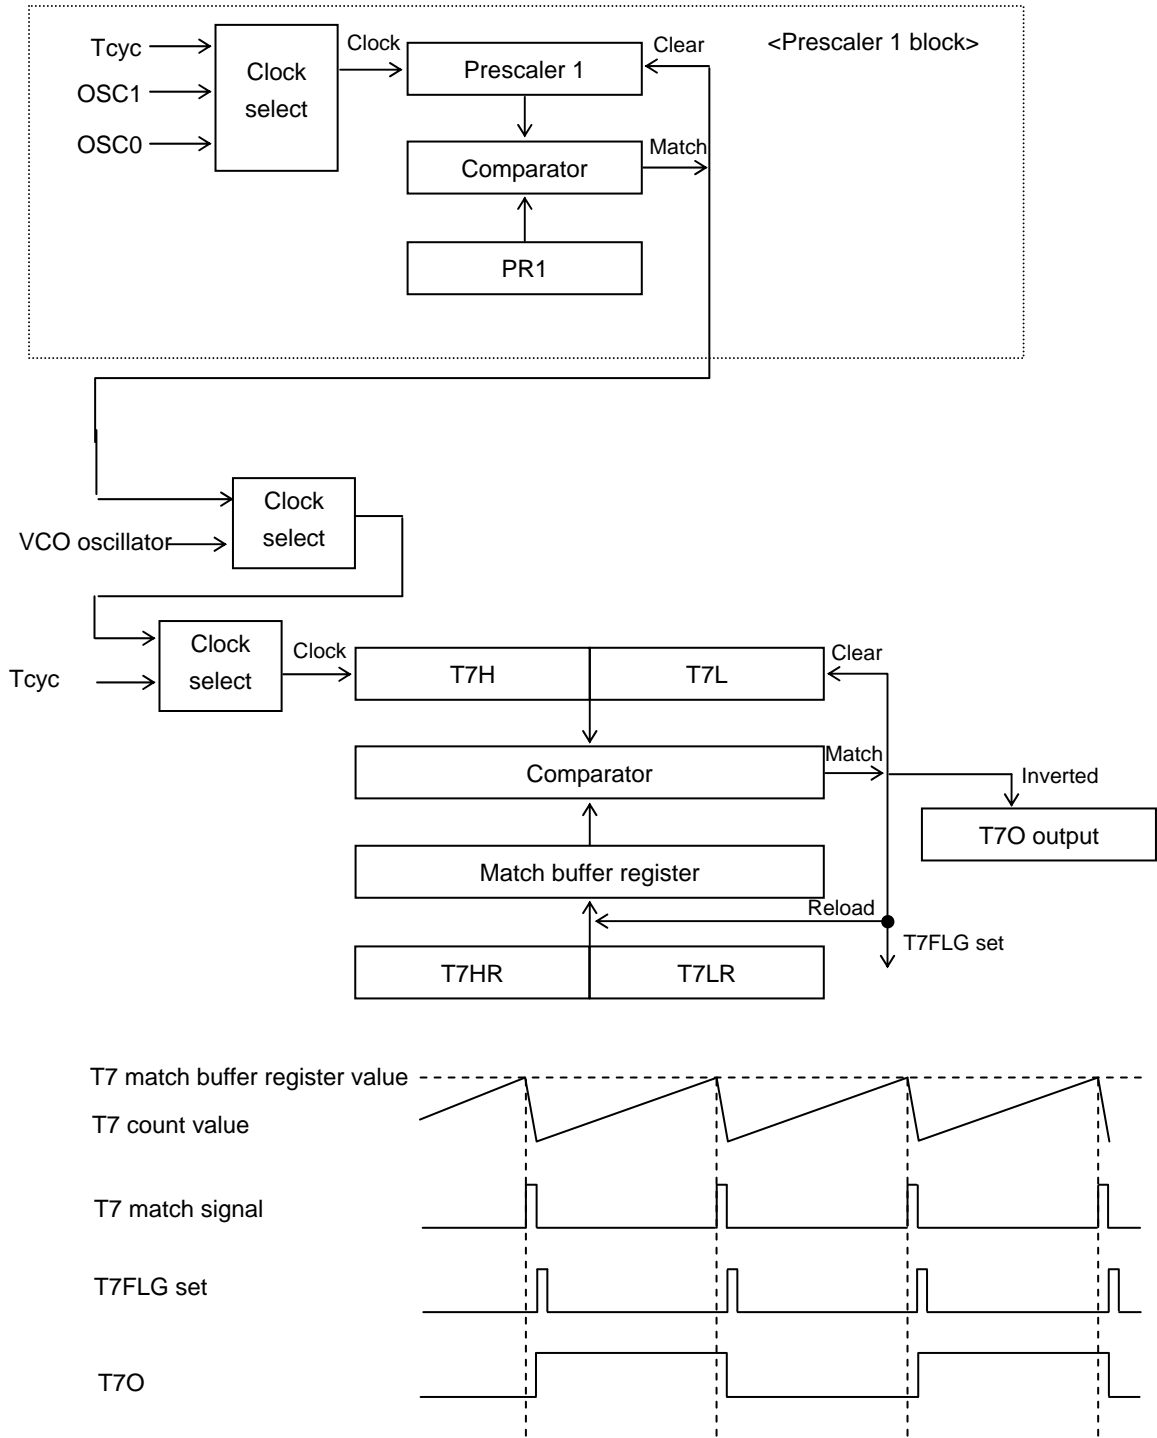 <Prescaler 1 block>
Tcyc
OSC1
OSC0
Clock
select
Clock
Prescaler 1
Clear
Comparator
Match
PR1
Clock
select
VCO oscillator
Clock
select
Tcyc
Clock
T7H
T7L
Clear
Comparator
Match
Inverted
T7O output
Match buffer register
Reload
T7FLG set
T7HR
T7LR
T7 match buffer register value
T7 count value
T7 match signal
T7FLG set
T7O